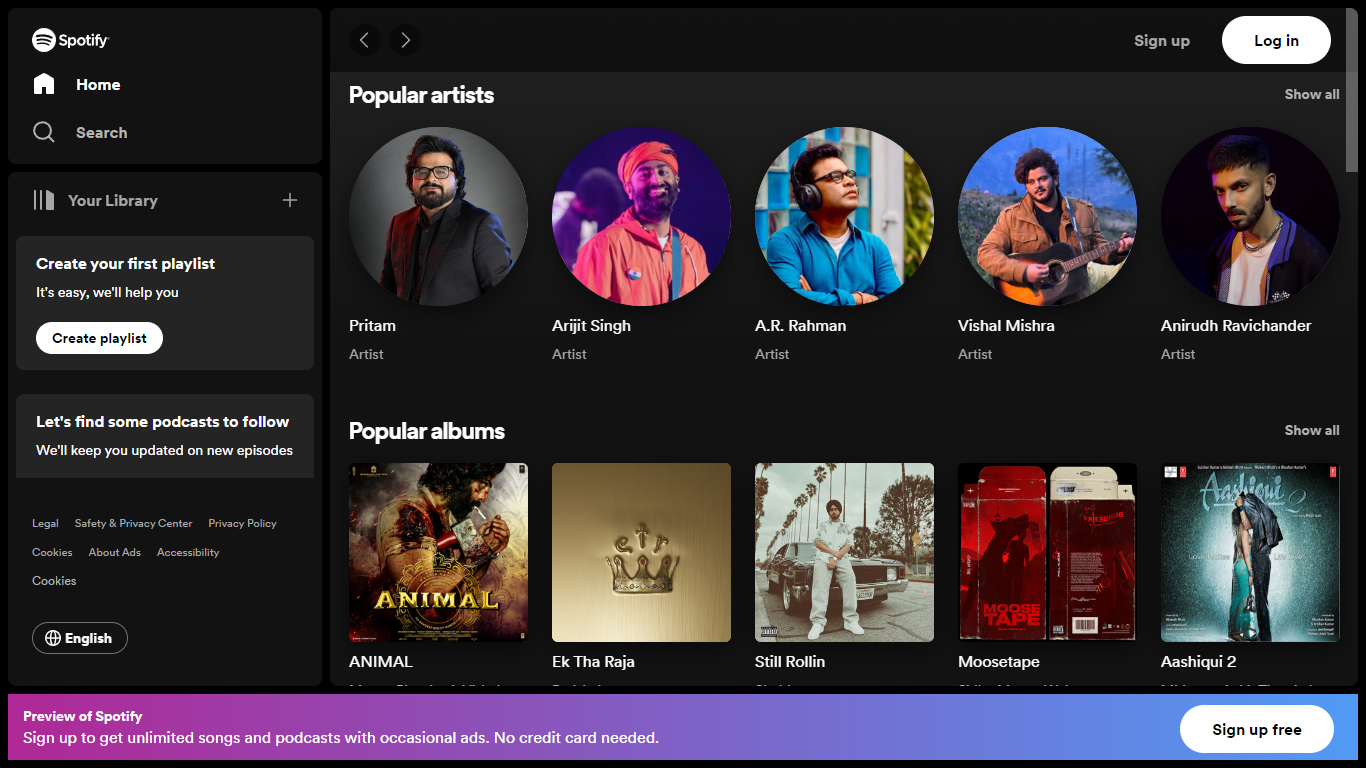 Spotify
Home
Search
Your Library
Create your first playlist
It's easy, we'll help you
Create playlist
Let's find some podcasts to follow
We'll keep you updated on new episodes
Legal Safety & Privacy Center Privacy Policy
Cookies About Ads Accessibility
Cookies
English
Sign up Log in
Popular artists Show all
Pritam Arijit Singh A.R. Rahman Vishal Mishra Anirudh Ravichander
Artist Artist Artist Artist Artist
Popular albums Show all
ANIMAL
etr
MOOSE
TAPE
Aashiqui 2
ANIMAL Ek Tha Raja Still Rollin Moosetape Aashiqui 2
Preview of Spotify
Sign up to get unlimited songs and podcasts with occasional ads. No credit card needed.
Sign up free